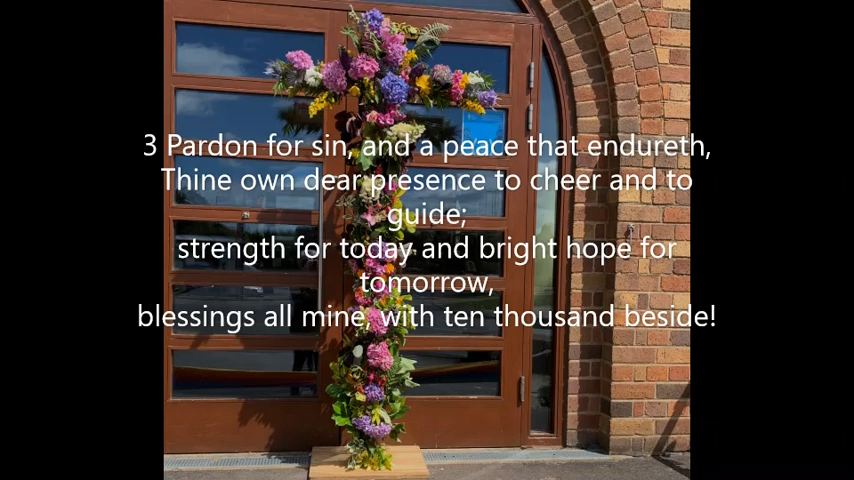 3 Pardon for sin, and a peace that endureth,
Thine own dear presence to cheer and to
guide;
strength for today and bright hope for
tomorrow,
blessings all mine, with ten thousand beside!